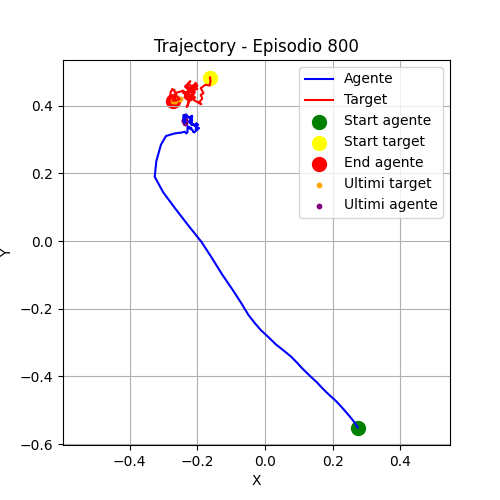 Trajectory - Episodio 800
Agente
Target
Start agente
Start target
End agente
Ultimi target
Ultimi agente
0.4
0.2
0.0
−0.2
−0.4
−0.6
Y
−0.4
−0.2
0.0
0.2
0.4
X